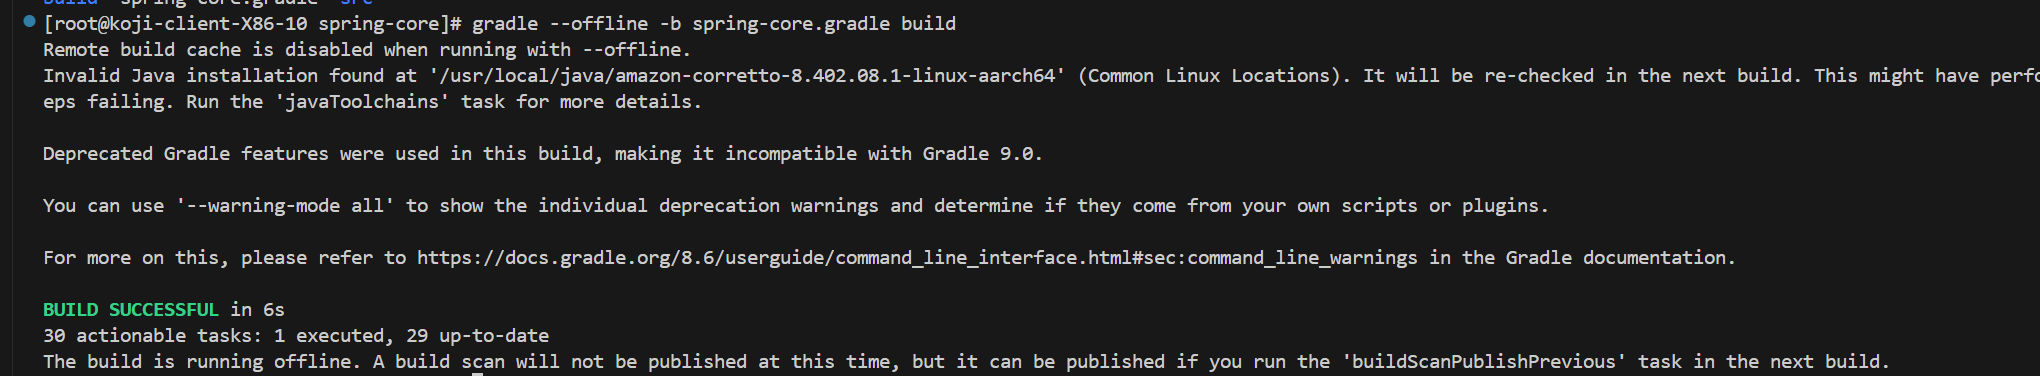 [root@koji-client-X86-10 spring-core]# gradle --offline -b spring-core.gradle build
Remote build cache is disabled when running with --offline.
Invalid Java installation found at '/usr/local/java/amazon-corretto-8.402.08.1-linux-aarch64' (Common Linux Locations). It will be re-checked in the next build. This might have perfo
eps failing. Run the 'javaToolchains' task for more details.
Deprecated Gradle features were used in this build, making it incompatible with Gradle 9.0.
You can use '--warning-mode all' to show the individual deprecation warnings and determine if they come from your own scripts or plugins.
For more on this, please refer to https://docs.gradle.org/8.6/userguide/command_line_interface.html#sec:command_line_warnings in the Gradle documentation.
BUILD SUCCESSFUL in 6s
30 actionable tasks: 1 executed, 29 up-to-date
The build is running offline. A build scan will not be published at this time, but it can be published if you run the 'buildScanPublishPrevious' task in the next build.